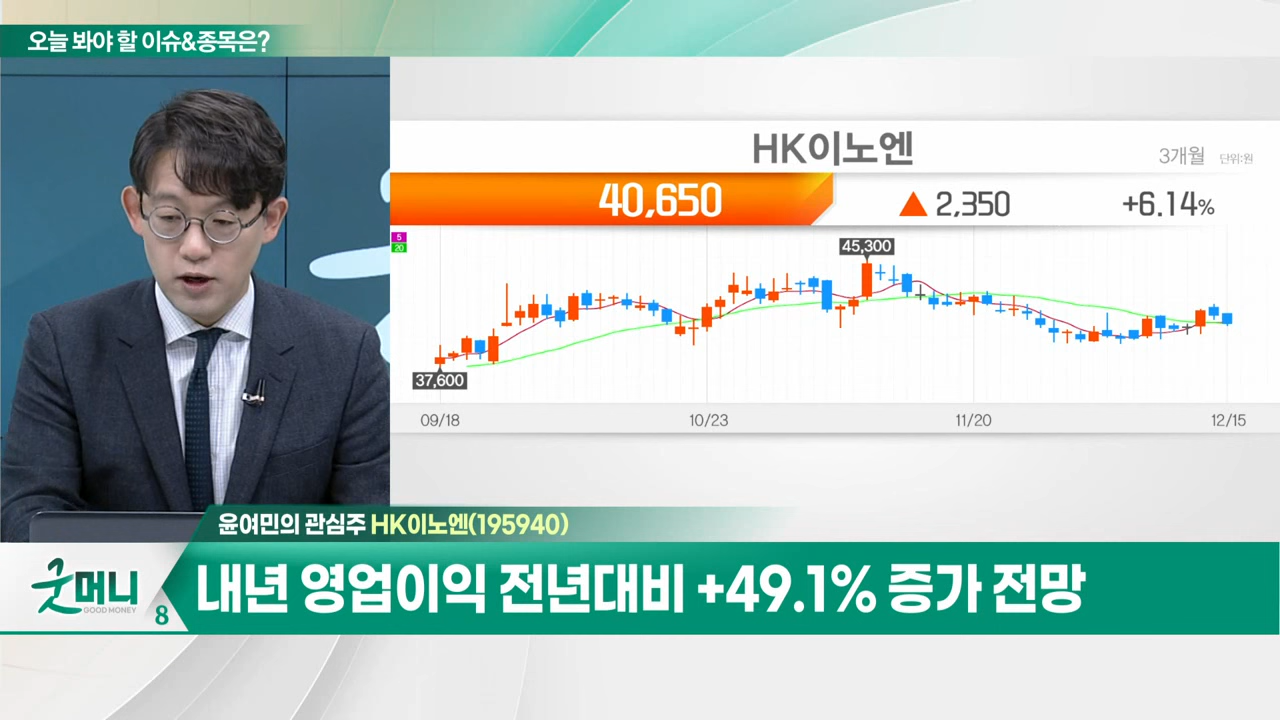 오늘 봐야 할 이슈&종목은?
HK이노엔
3개월 단위:원
40,650 ▲ 2,350 +6.14%
5
20
45,300
37,600
09/18 10/23 11/20 12/15
윤여민의 관심주 HK이노엔(195940)
내년 영업이익 전년대비 +49.1% 증가 전망
굿머니
GOOD MONEY
8